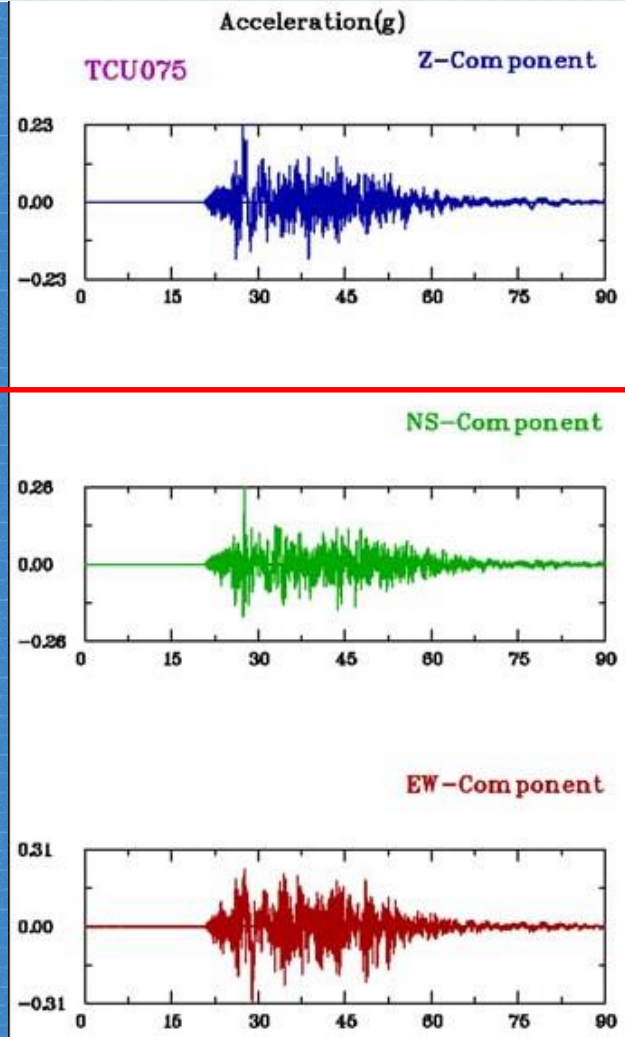 Acceleration(g)
TCU075 Z-Component
0.23
0.00
-0.23
0 15 30 45 60 75 90
NS-Component
0.26
0.00
-0.26
0 15 30 45 60 75 90
EW-Component
0.31
0.00
-0.31
0 15 30 45 60 75 90